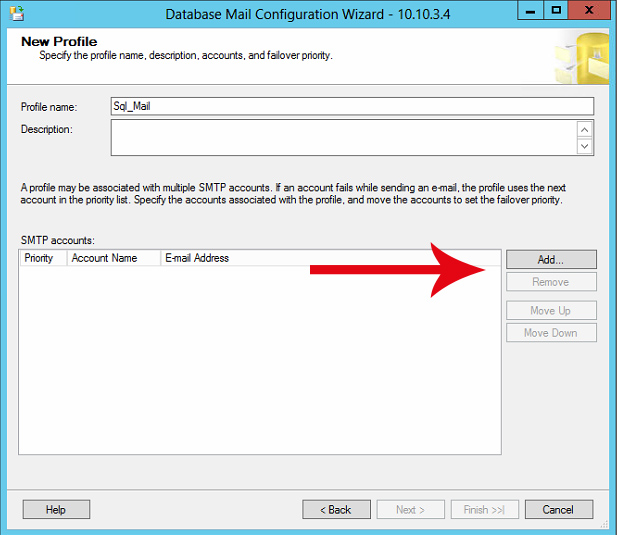 Database Mail Configuration Wizard - 10.10.3.4
New Profile
Specify the profile name, description, accounts, and failover priority.
Profile name:
Sql_Mail
Description:
A profile may be associated with multiple SMTP accounts. If an account fails while sending an e-mail, the profile uses the next
account in the priority list. Specify the accounts associated with the profile, and move the accounts to set the failover priority.
SMTP accounts:
Priority Account Name E-mail Address
Add...
Remove
Move Up
Move Down
Help < Back Next > Finish >>| Cancel